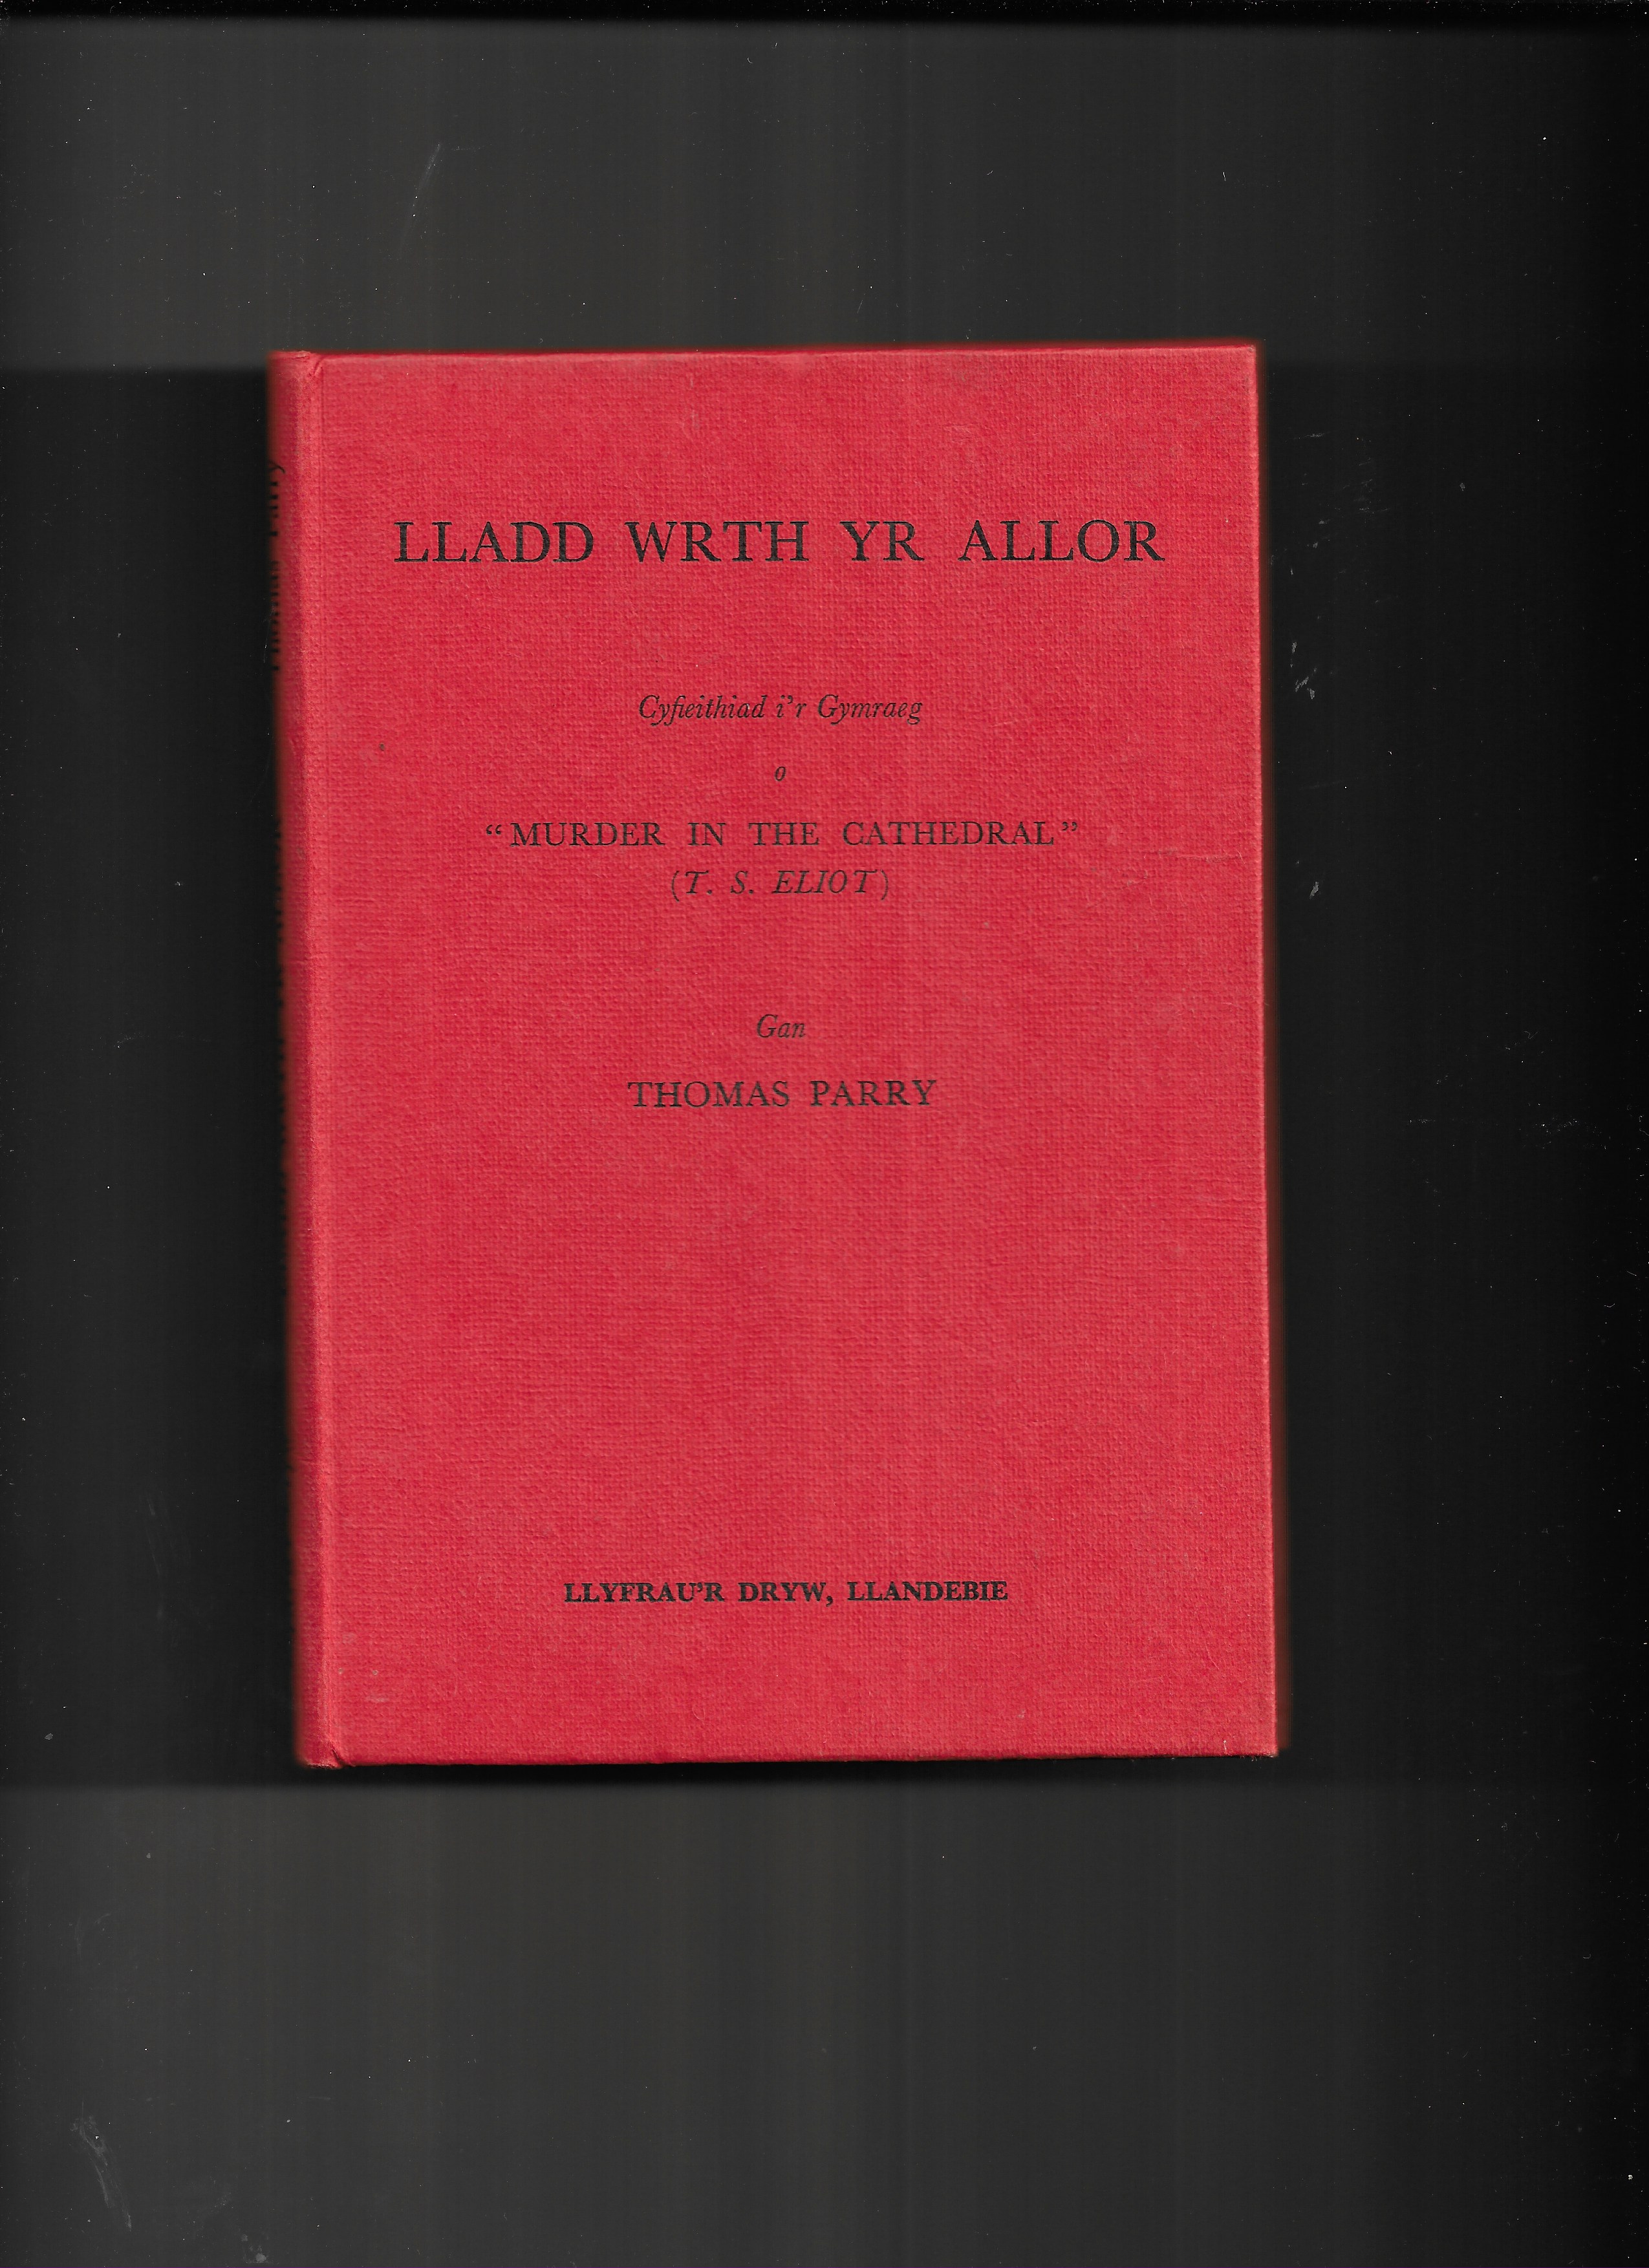 LLADD WRTH YR ALLOR
Cyfieithiad i'r Gymraeg
o
“MURDER IN THE CATHEDRAL”
(T. S. ELIOT)
Gan
THOMAS PARRY
LLYFRAU'R DRYW, LLANDEBIE